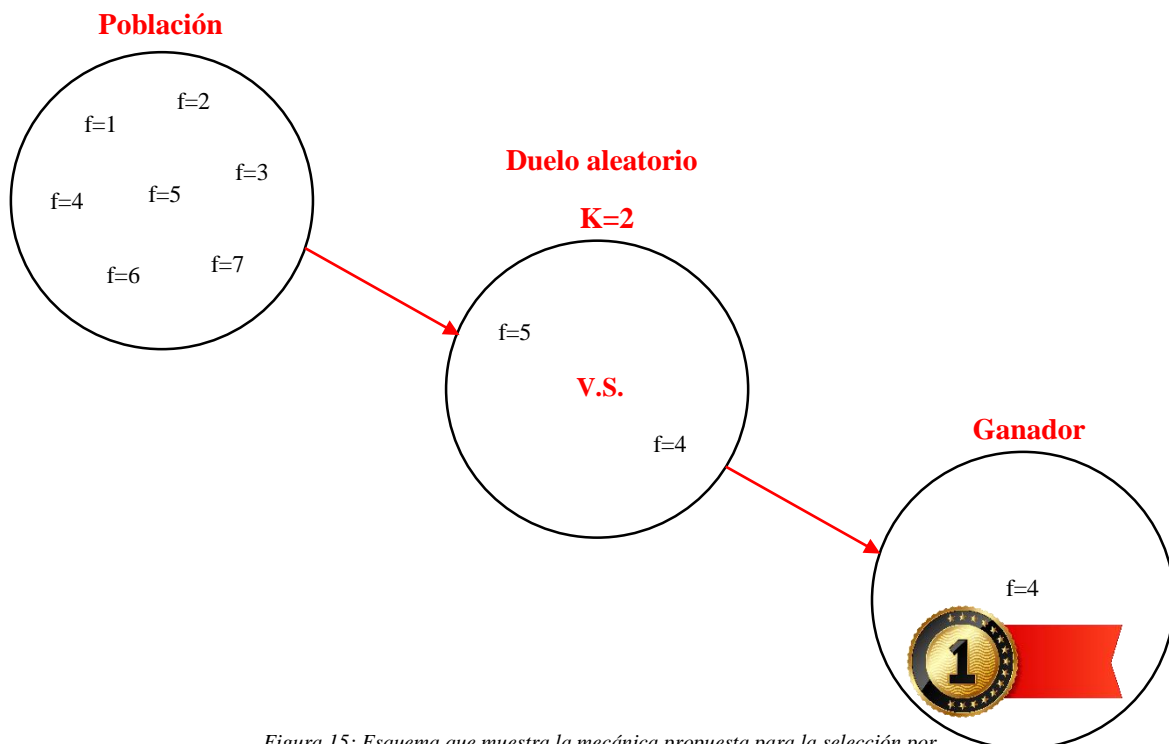 Población
f=2
f=1
f=3
f=5
f=4
f=7
f=6
Duelo aleatorio
K=2
f=5
V.S.
f=4
Ganador
f=4
1
Figura 15: Esquema que muestra la mecánica propuesta para la selección por